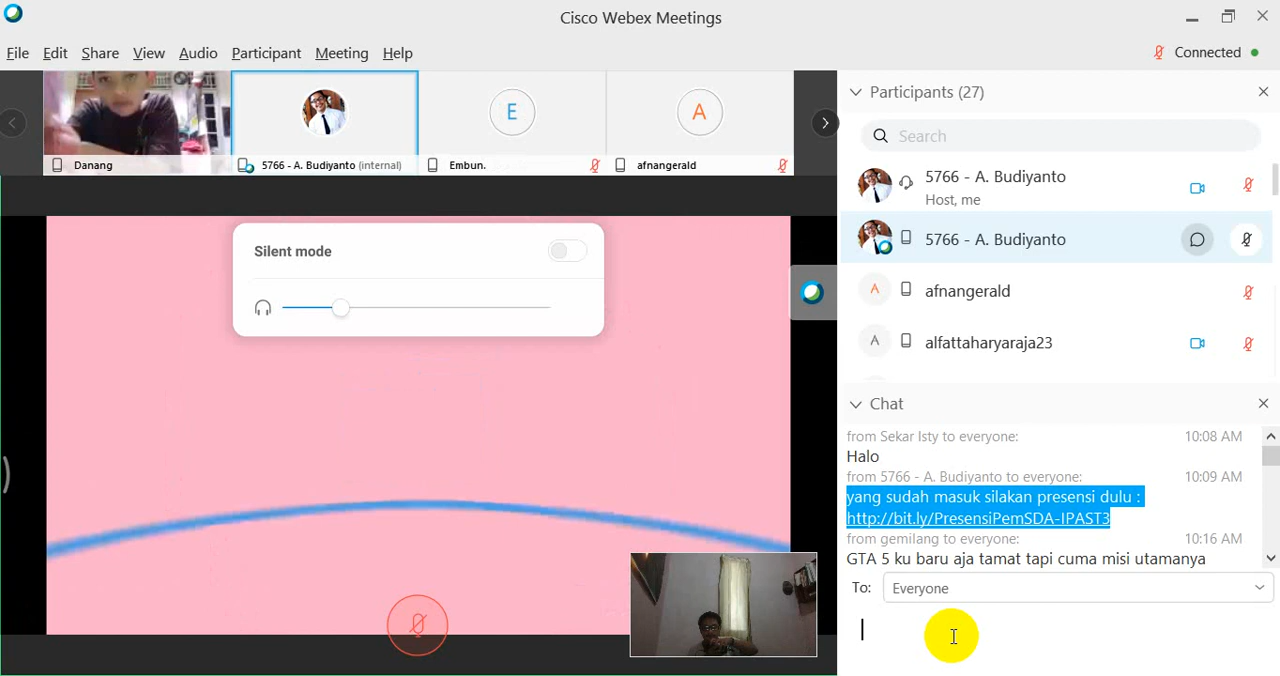 Cisco Webex Meetings
File Edit Share View Audio Participant Meeting Help
Connected
Danang
5766 - A. Budiyanto (internal)
E
Embun.
A
afnangerald
Silent mode
Participants (27)
Search
5766 - A. Budiyanto
Host, me
5766 - A. Budiyanto
A
afnangerald
A
alfattaharyaraja23
Chat
from Sekar Isty to everyone: 10:08 AM
Halo
from 5766 - A. Budiyanto to everyone: 10:09 AM
yang sudah masuk silakan presensi dulu :
http://bit.ly/PresensiPemSDA-IPAST3
from gemilang to everyone: 10:16 AM
GTA 5 ku baru aja tamat tapi cuma misi utamanya
To: Everyone